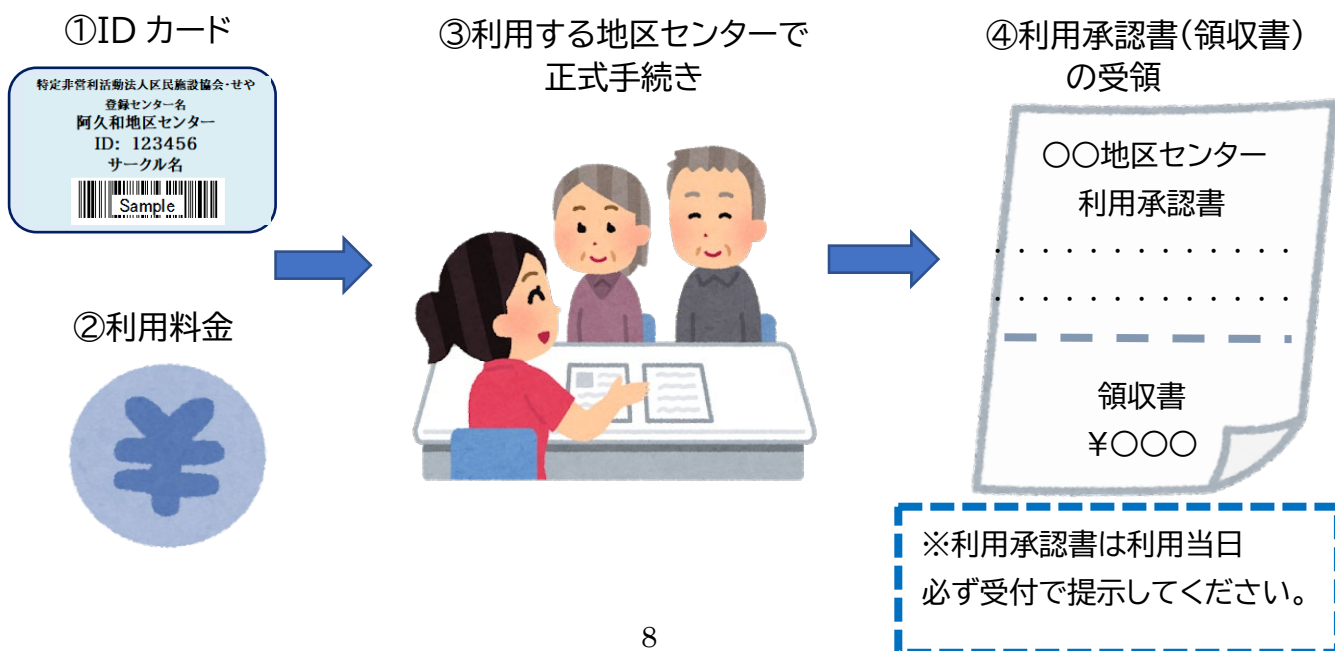 ①ID カード
特定非営利活動法人区民施設協会・せや
登録センター名
阿久和地区センター
ID: 123456
サークル名
Sample
②利用料金
¥
③利用する地区センターで
正式手続き
④利用承認書(領収書)
の受領
〇〇地区センター
利用承認書
・・・・・・・・・・・・・
・・・・・・・・・・・・・
領収書
¥〇〇〇
※利用承認書は利用当日
必ず受付で提示してください。
8